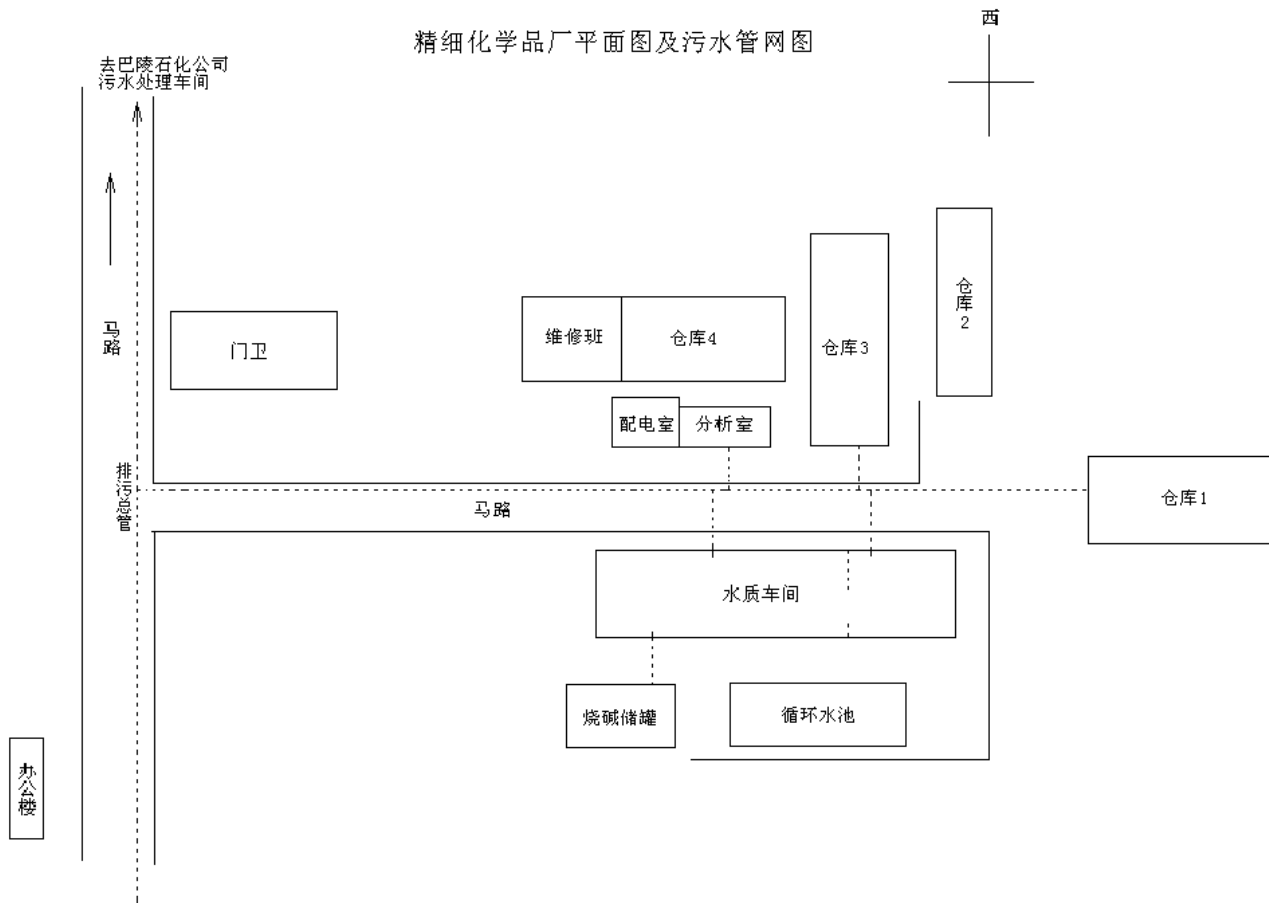 西
精细化学品厂平面图及污水管网图
去巴陵石化公司
污水处理车间
仓库2
马路
门卫
维修班
仓库4
仓库3
配电室
分析室
排污总管
仓库1
马路
水质车间
烧碱储罐
循环水池
办公楼